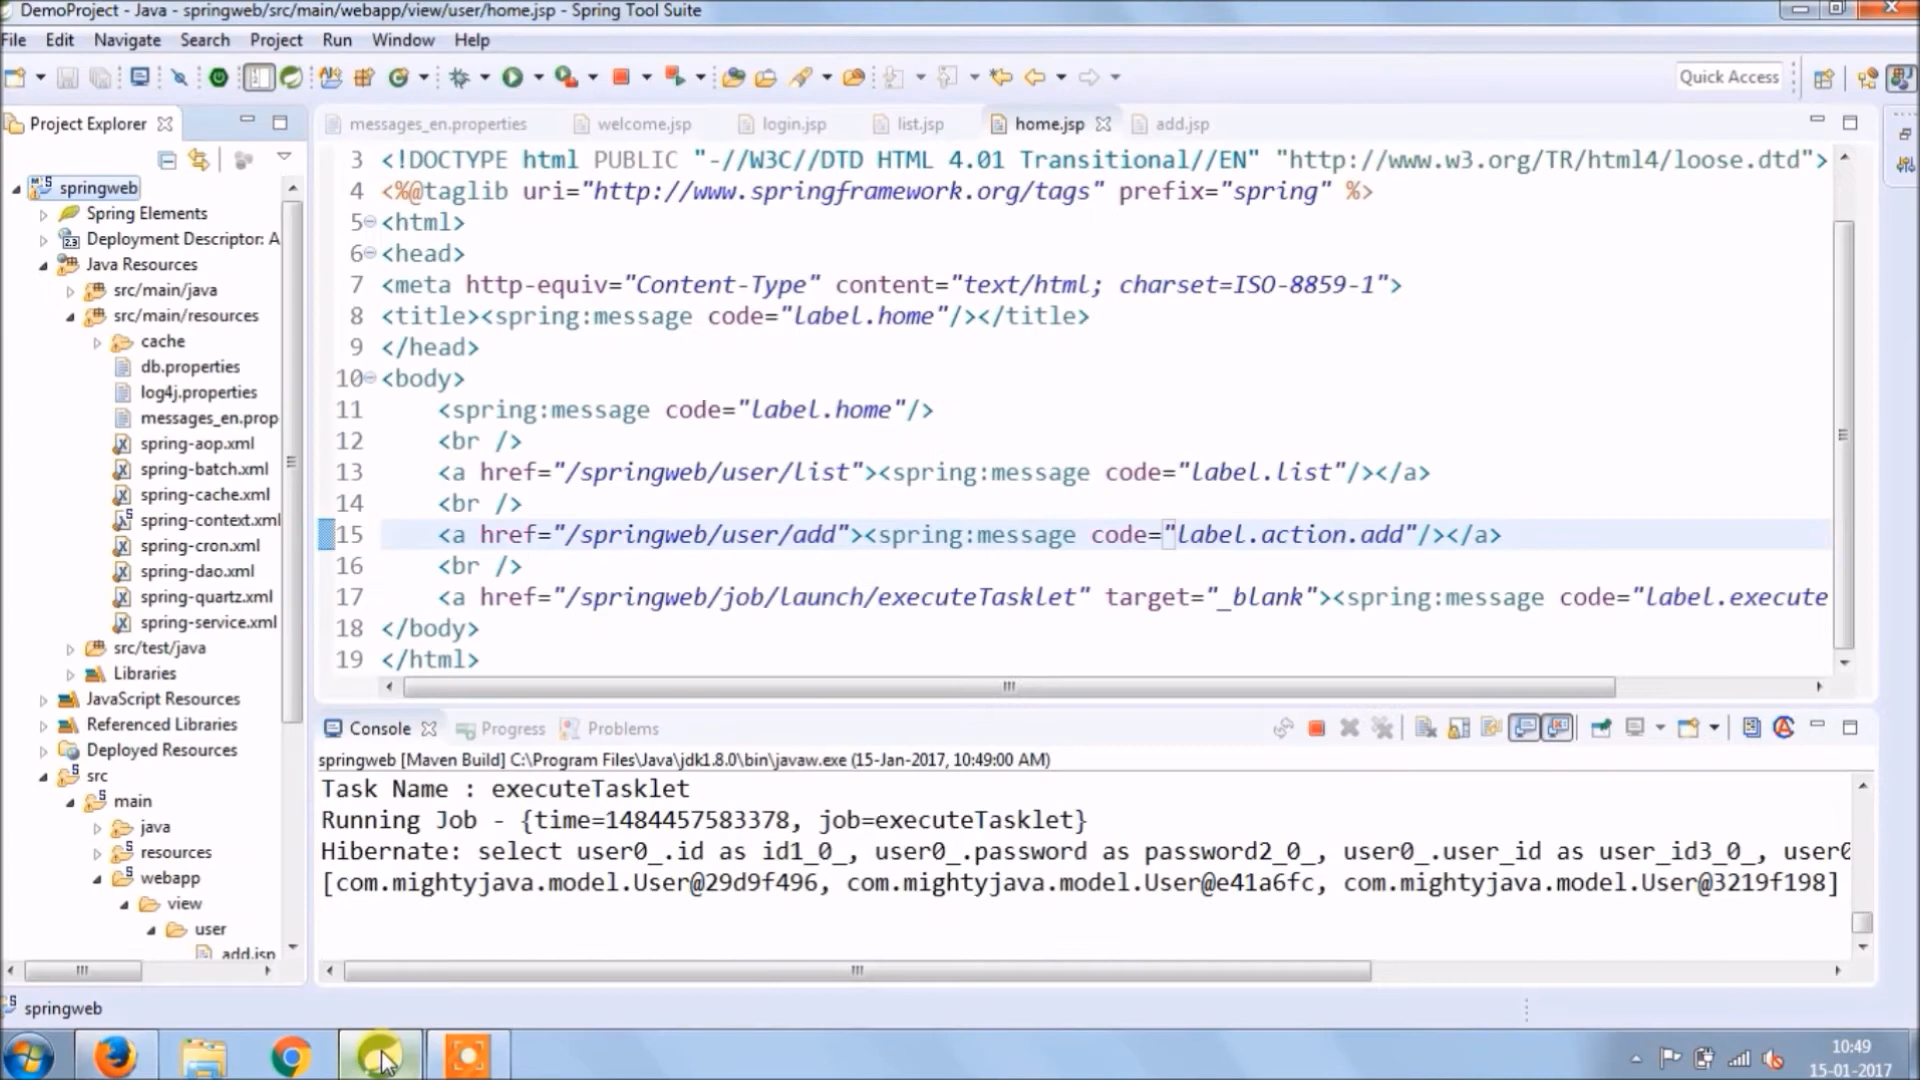 DemoProject - Java - springweb/src/main/webapp/view/user/home.jsp - Spring Tool Suite
File Edit Navigate Search Project Run Window Help
Quick Access
Project Explorer
springweb
Spring Elements
Deployment Descriptor: A
Java Resources
src/main/java
src/main/resources
cache
db.properties
log4j.properties
messages_en.prop
spring-aop.xml
spring-batch.xml
spring-cache.xml
spring-context.xml
spring-cron.xml
spring-dao.xml
spring-quartz.xml
spring-service.xml
src/test/java
Libraries
JavaScript Resources
Referenced Libraries
Deployed Resources
src
main
java
resources
webapp
view
user
add.jsp
messages_en.properties welcome.jsp login.jsp list.jsp home.jsp add.jsp
3 <!DOCTYPE html PUBLIC "-//W3C//DTD HTML 4.01 Transitional//EN" "http://www.w3.org/TR/html4/loose.dtd">
4 <%@taglib uri="http://www.springframework.org/tags" prefix="spring" %>
5 <html>
6 <head>
7 <meta http-equiv="Content-Type" content="text/html; charset=ISO-8859-1">
8 <title><spring:message code="label.home"/></title>
9 </head>
10 <body>
11 <spring:message code="label.home"/>
12 <br />
13 <a href="/springweb/user/list"><spring:message code="label.list"/></a>
14 <br />
15 <a href="/springweb/user/add"><spring:message code="label.action.add"/></a>
16 <br />
17 <a href="/springweb/job/launch/executeTasklet" target="_blank"><spring:message code="label.execute
18 </body>
19 </html>
Console Progress Problems
springweb [Maven Build] C:\Program Files\Java\jdk1.8.0\bin\javaw.exe (15-Jan-2017, 10:49:00 AM)
Task Name : executeTasklet
Running Job - {time=1484457583378, job=executeTasklet}
Hibernate: select user0_.id as id1_0_, user0_.password as password2_0_, user0_.user_id as user_id3_0_, user0
[com.mightyjava.model.User@29d9f496, com.mightyjava.model.User@e41a6fc, com.mightyjava.model.User@3219f198]
springweb
10:49
15-01-2017